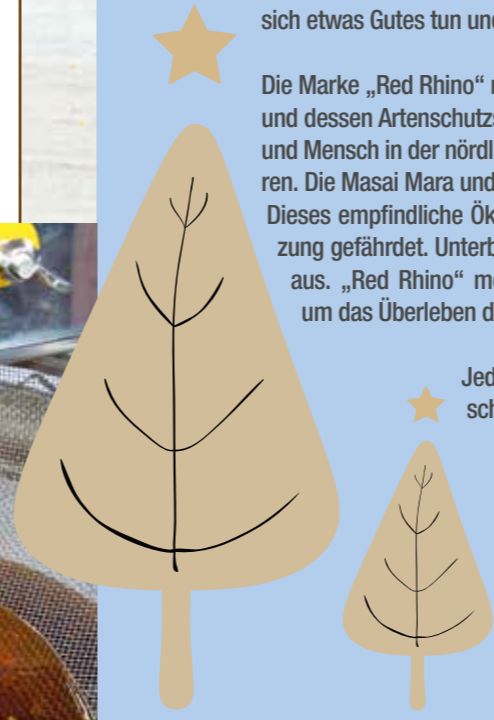 sich etwas Gutes tun und
Die Marke „Red Rhino“
und dessen Artenschutz
und Mensch in der nördl
ren. Die Masai Mara und
Dieses empfindliche Ök
zung gefährdet. Unterb
aus. „Red Rhino“ m
um das Überleben d
Jed
sch